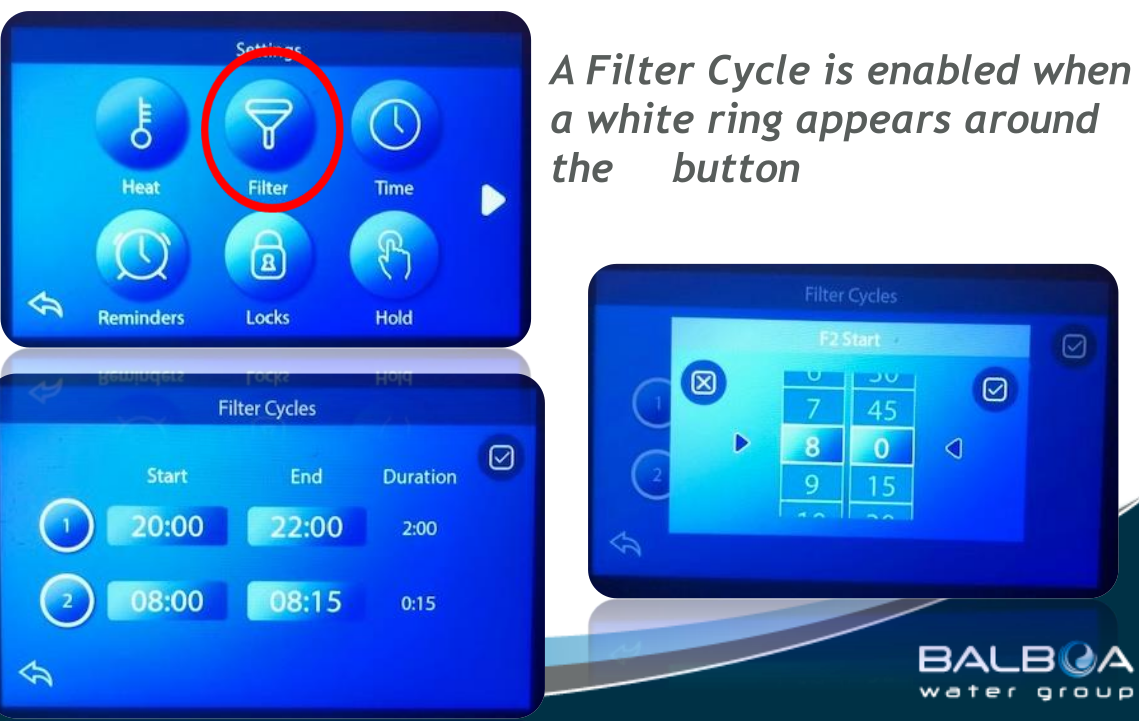 Settings
Heat Filter Time
Reminders Locks Hold
A Filter Cycle is enabled when
a white ring appears around
the button
Filter Cycles
Start End Duration
1 20:00 22:00 2:00
2 08:00 08:15 0:15
Filter Cycles
F2 Start
7 45
8 0
9 15
1
2
BALBOA
water group